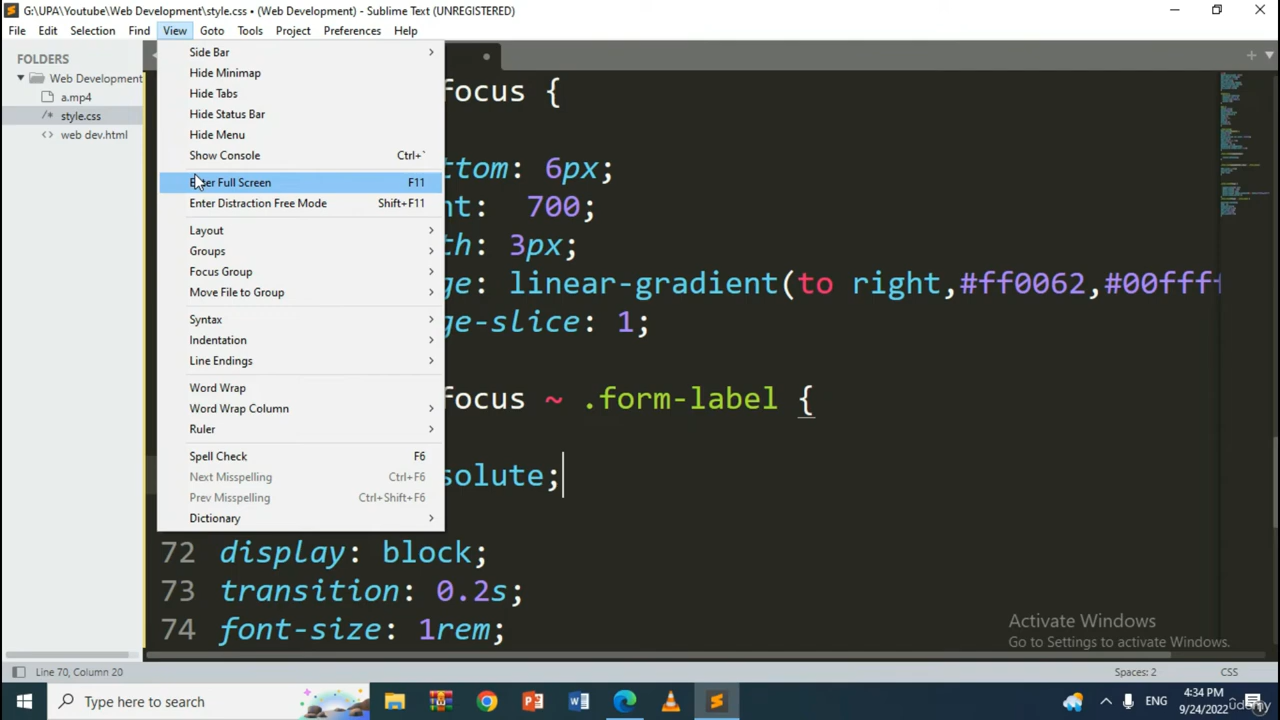 G:\UPA\Youtube\Web Development\style.css • (Web Development) - Sublime Text (UNREGISTERED)
File Edit Selection Find View Goto Tools Project Preferences Help
FOLDERS
Web Development
a.mp4
/* style.css
<> web dev.html
Side Bar
Hide Minimap
Hide Tabs
Hide Status Bar
Hide Menu
Show Console Ctrl+`
Enter Full Screen F11
Enter Distraction Free Mode Shift+F11
Layout
Groups
Focus Group
Move File to Group
Syntax
Indentation
Line Endings
Word Wrap
Word Wrap Column
Ruler
Spell Check F6
Next Misspelling Ctrl+F6
Prev Misspelling Ctrl+Shift+F6
Dictionary
focus {
ttom: 6px;
ht: 700;
th: 3px;
ge: linear-gradient(to right,#ff0062,#00ffff
ge-slice: 1;
focus ~ .form-label {
solute;
72 display: block;
73 transition: 0.2s;
74 font-size: 1rem;
Activate Windows
Go to Settings to activate Windows.
Line 70, Column 20
Spaces: 2
CSS
Type here to search
ENG
4:34 PM
9/24/2022
udemy